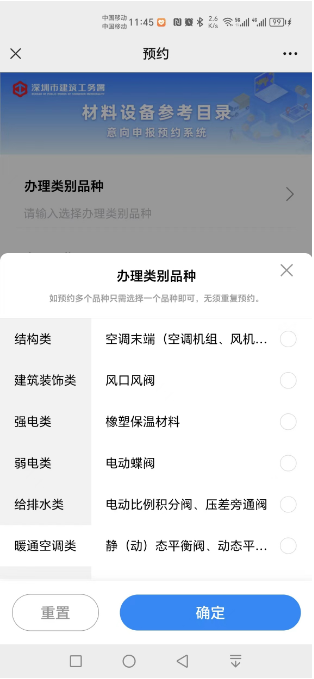 中国移动
中国移动
11:45
2.6
K/s
99
预约
深圳市建筑工务署
材料设备参考目录
意向申报预约系统
办理类别品种
请输入选择办理类别品种
办理类别品种
如预约多个品种只需选择一个品种即可，无须重复预约。
结构类
空调末端（空调机组、风机...
建筑装饰类
风口风阀
强电类
橡塑保温材料
弱电类
电动蝶阀
给排水类
电动比例积分阀、压差旁通阀
暖通空调类
静（动）态平衡阀、动态平...
重置
确定